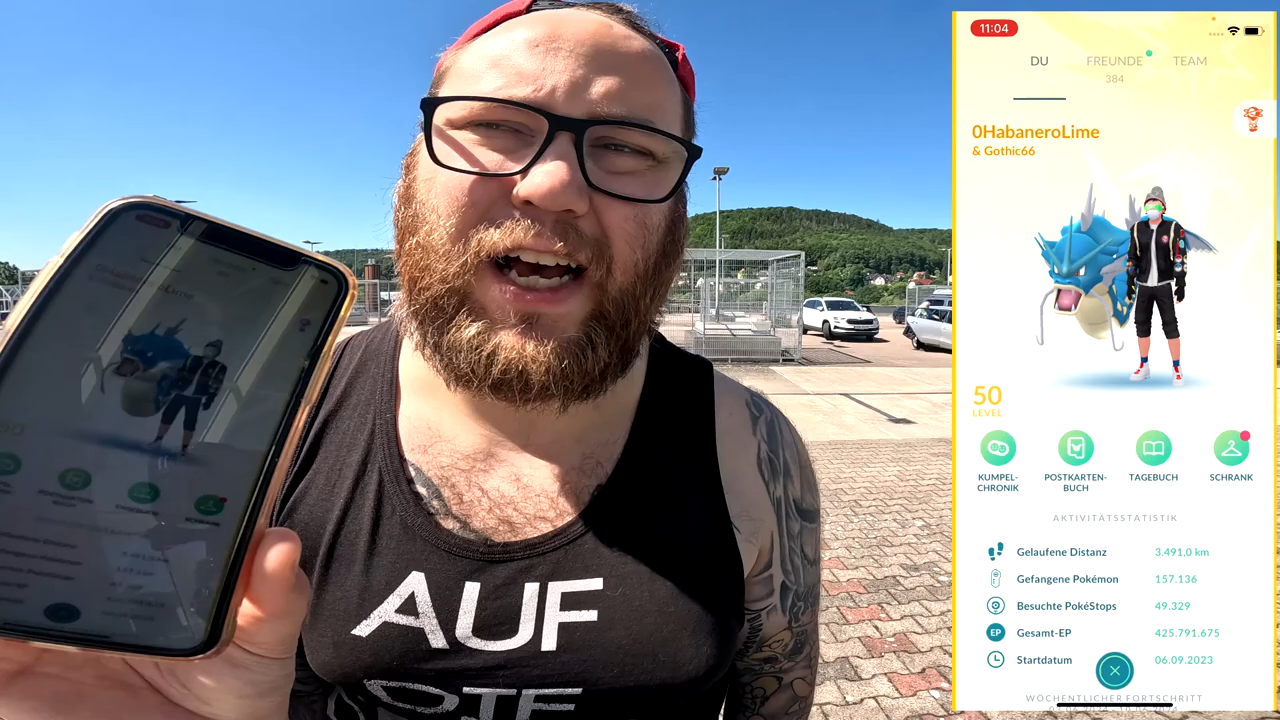 AUF
DIE
11:04
DU
FREUNDE
TEAM
384
0HabaneroLime
& Gothic66
50
LEVEL
KUMPEL-
CHRONIK
POSTKARTEN-
BUCH
TAGEBUCH
SCHRANK
AKTIVITÄTSSTATISTIK
Gelaufene Distanz 3.491,0 km
Gefangene Pokémon 157.136
Besuchte PokéStops 49.329
EP Gesamt-EP 425.791.675
Startdatum 06.09.2023
WÖCHENTLICHER FORTSCHRITT